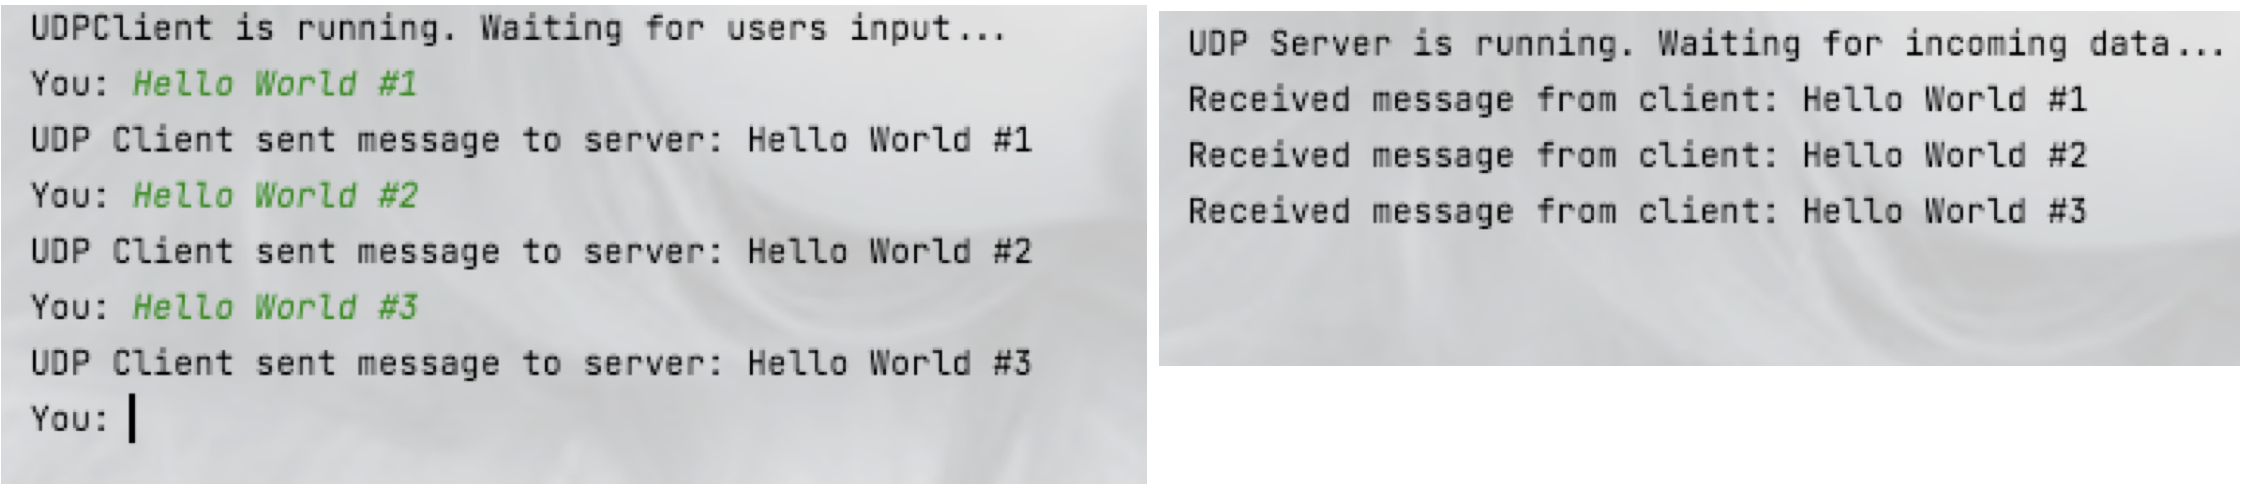 UDPClient is running. Waiting for users input...
You: Hello World #1
UDP Client sent message to server: Hello World #1
You: Hello World #2
UDP Client sent message to server: Hello World #2
You: Hello World #3
UDP Client sent message to server: Hello World #3
You:
UDP Server is running. Waiting for incoming data...
Received message from client: Hello World #1
Received message from client: Hello World #2
Received message from client: Hello World #3